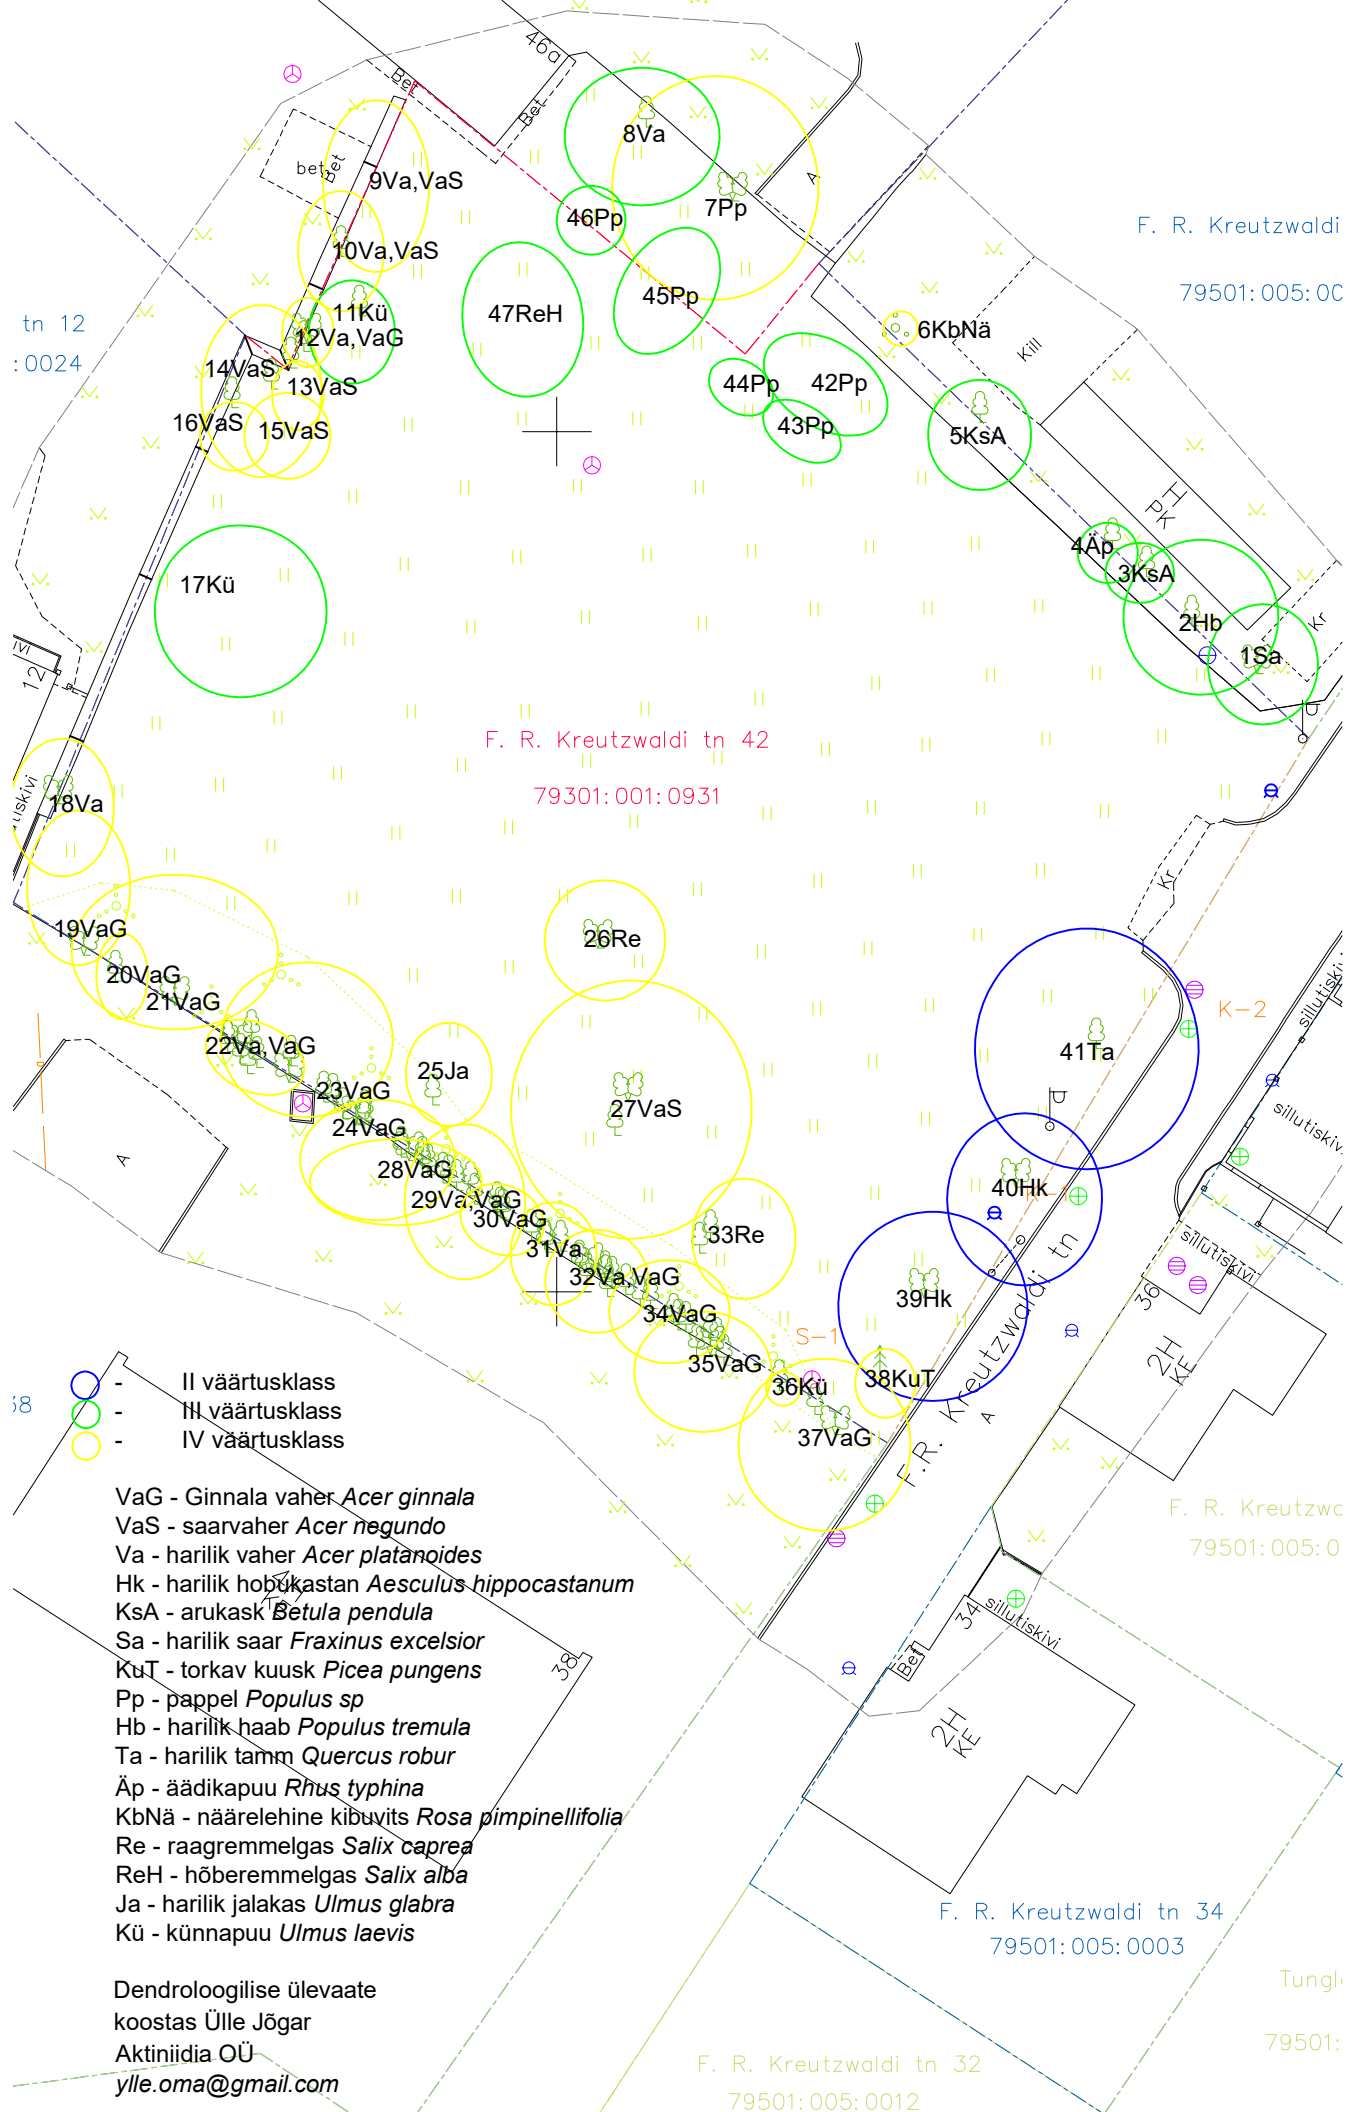 46a
Bet
Bet
8Va
bet
Bet
9Va,VaS
A
7Pp
46Pp
F. R. Kreutzwaldi
10Va,VaS
79501:005:00
45Pp
11Kü
47ReH
tn 12
6KbNä
12Va,VaG
Kill
:0024
14VaS
13VaS
44Pp
42Pp
16VaS
15VaS
43Pp
5KsA
H
PK
4Äp
3KsA
17Kü
2Hb
Kr
ivi
1Sa
12
F. R. Kreutzwaldi tn 42
79301:001:0931
utiskivi
18Va
Kr
19VaG
26Re
20VaG
21VaG
K-2
sillutiskivi
22Va,VaG
41Ta
25Ja
23VaG
27VaS
24VaG
sillutiskivi
A
28VaG
40Hk
K-1
29Va,VaG
30VaG
33Re
31Va
sillutiskivi
32Va,VaG
39Hk
36
34VaG
S-1
35VaG
2H
KE
38KuT
36Kü
- II väärtusklass
38
- III väärtusklass
- IV väärtusklass
37VaG
F.R. Kreutzwaldi tn
A
VaG - Ginnala vaher Acer ginnala
F. R. Kreutzwa
VaS - saarvaher Acer negundo
79501:005:0
Va - harilik vaher Acer platanoides
Hk - harilik hobukastan Aesculus hippocastanum
KsA - arukask Betula pendula
34
sillutiskivi
Sa - harilik saar Fraxinus excelsior
Bet
KuT - torkav kuusk Picea pungens
38
Pp - pappel Populus sp
Hb - harilik haab Populus tremula
2H
KE
Ta - harilik tamm Quercus robur
Äp - äädikapuu Rhus typhina
KbNä - näärelehine kibuvits Rosa pimpinellifolia
Re - raagremmelgas Salix caprea
ReH - hõberemmelgas Salix alba
Ja - harilik jalakas Ulmus glabra
F. R. Kreutzwaldi tn 34
Kü - künnapuu Ulmus laevis
79501:005:0003
Tungl
Dendroloogilise ülevaate
koostas Ülle Jõgar
79501:
Aktiniidia OÜ
F. R. Kreutzwaldi tn 32
ylle.oma@gmail.com
79501:005:0012